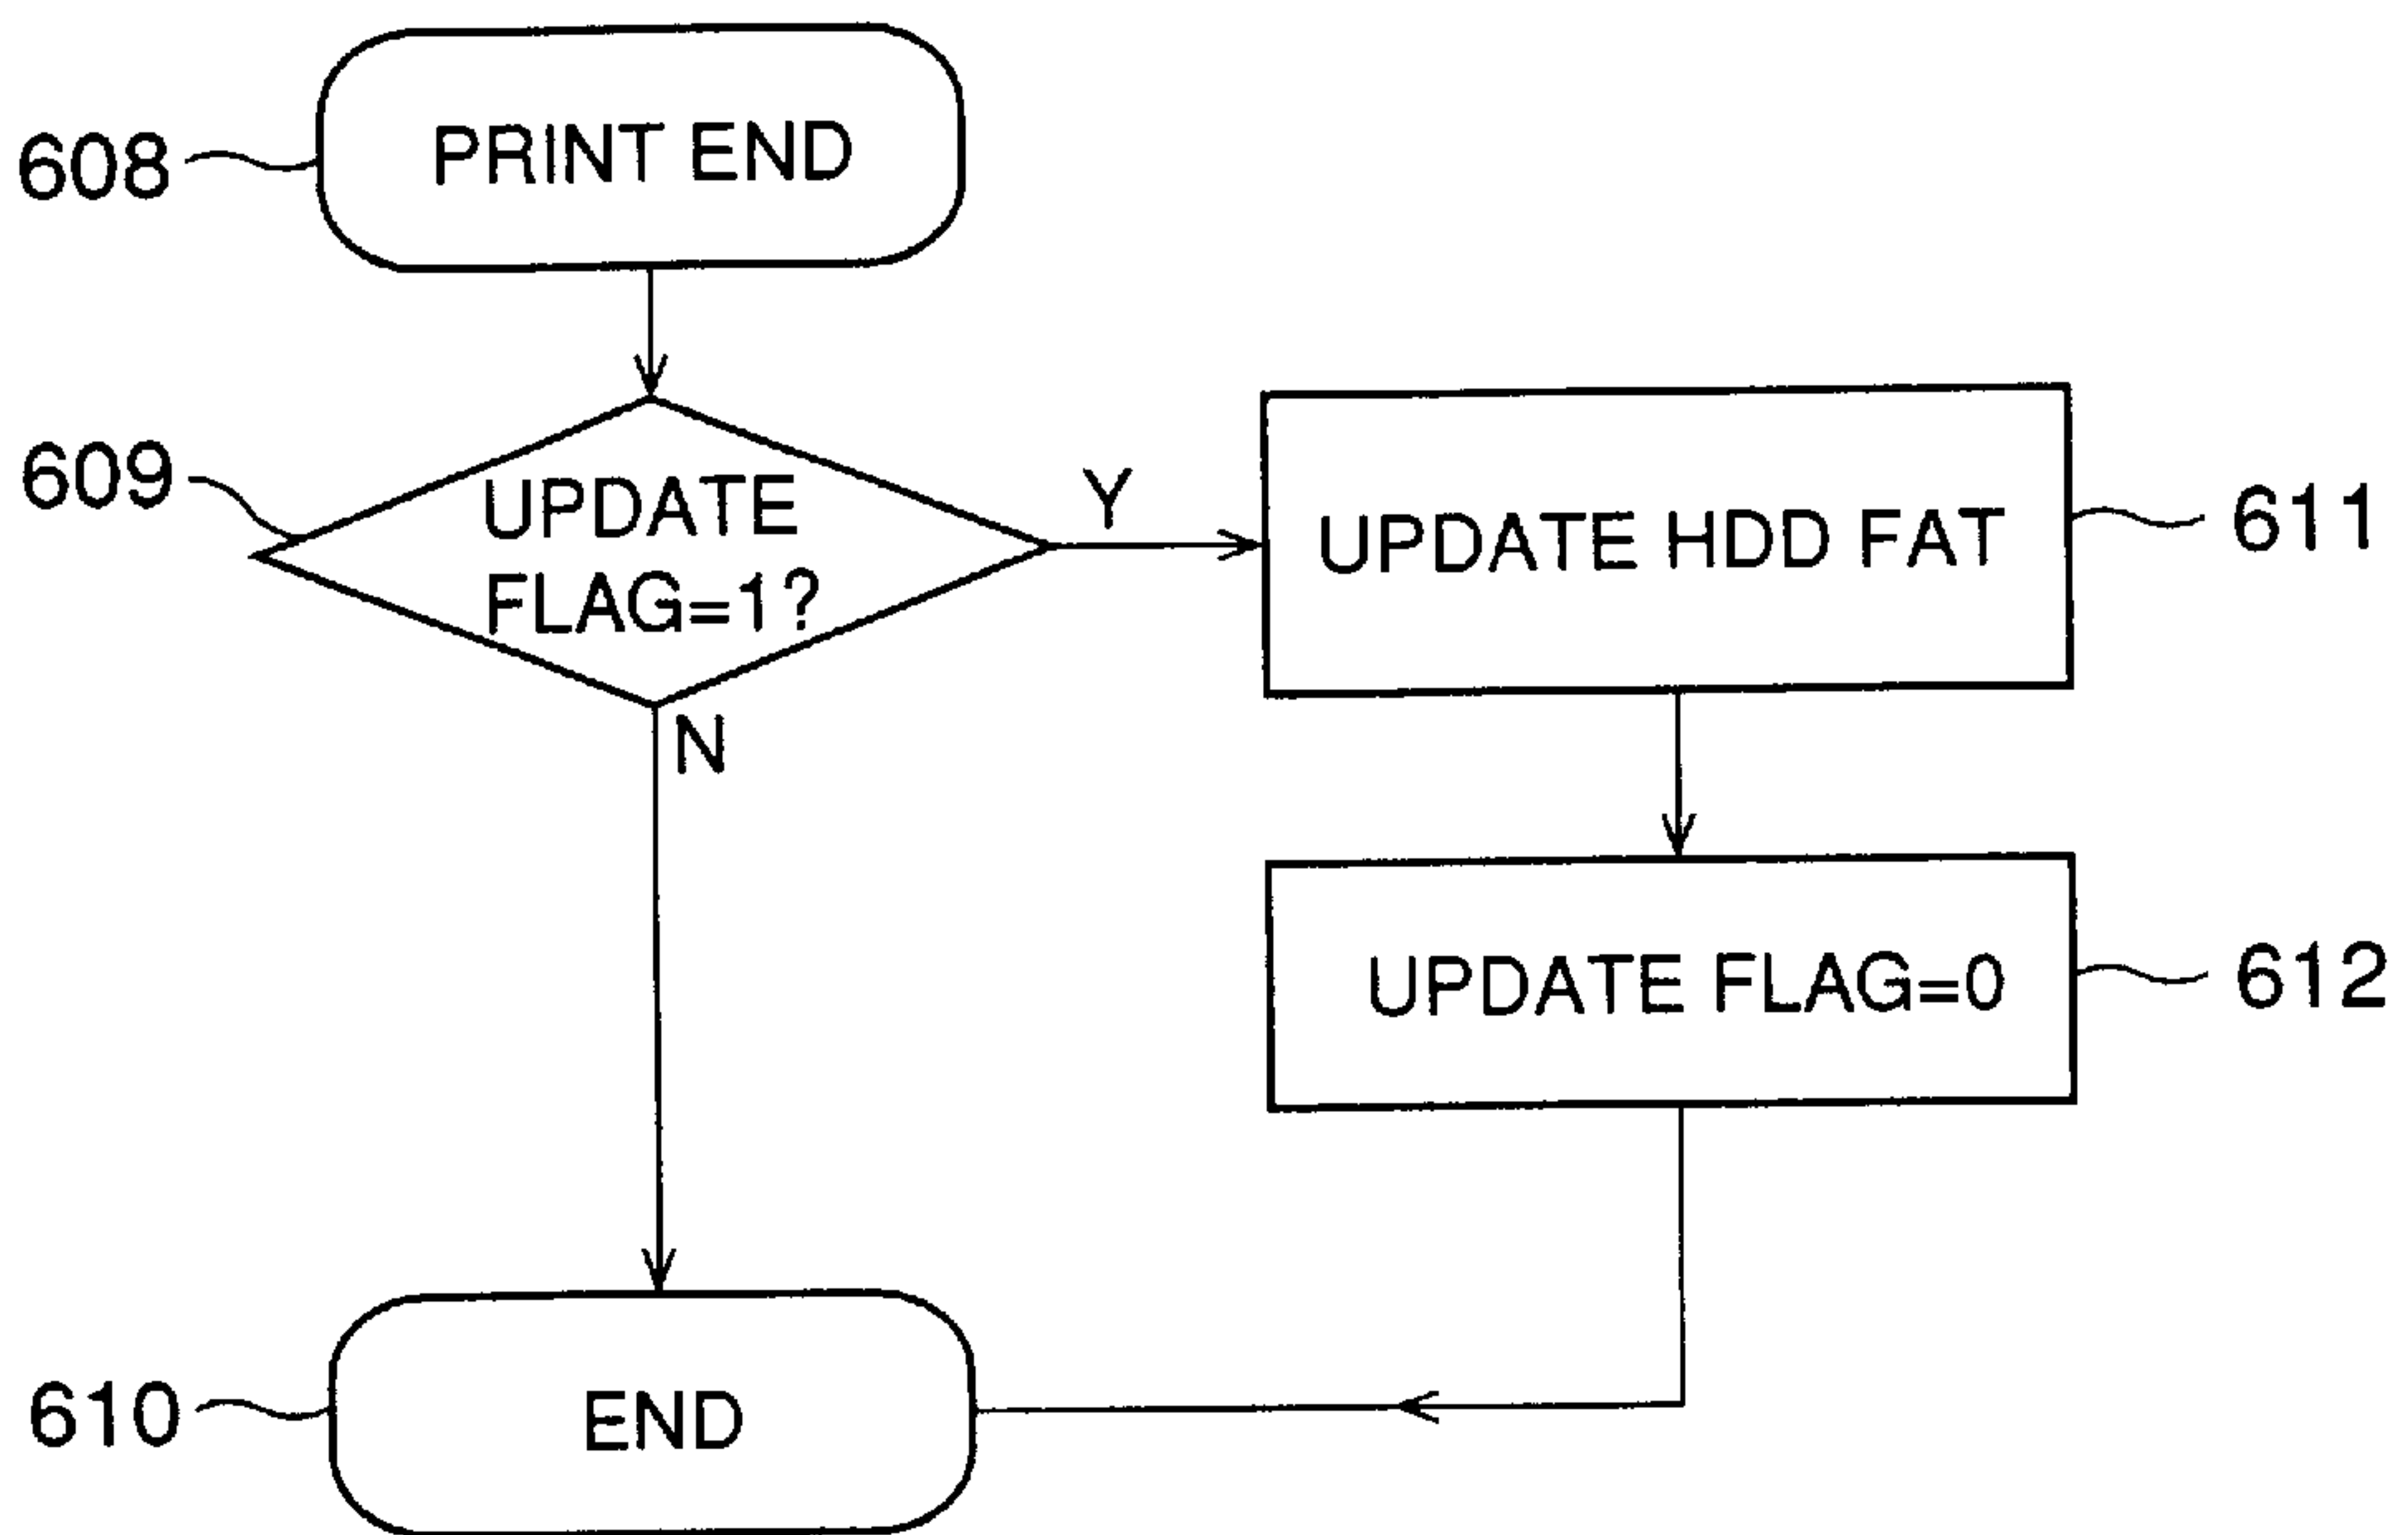 608
PRINT END
609
UPDATE
FLAG=1?
Y
N
UPDATE HDD FAT
611
UPDATE FLAG=0
612
610
END